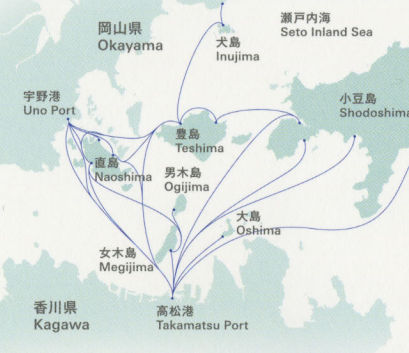 岡山県
Okayama
瀬戸内海
Seto Inland Sea
犬島
Inujima
宇野港
Uno Port
小豆島
Shodoshima
豊島
Teshima
直島
Naoshima
男木島
Ogijima
大島
Oshima
女木島
Megijima
香川県
Kagawa
高松港
Takamatsu Port